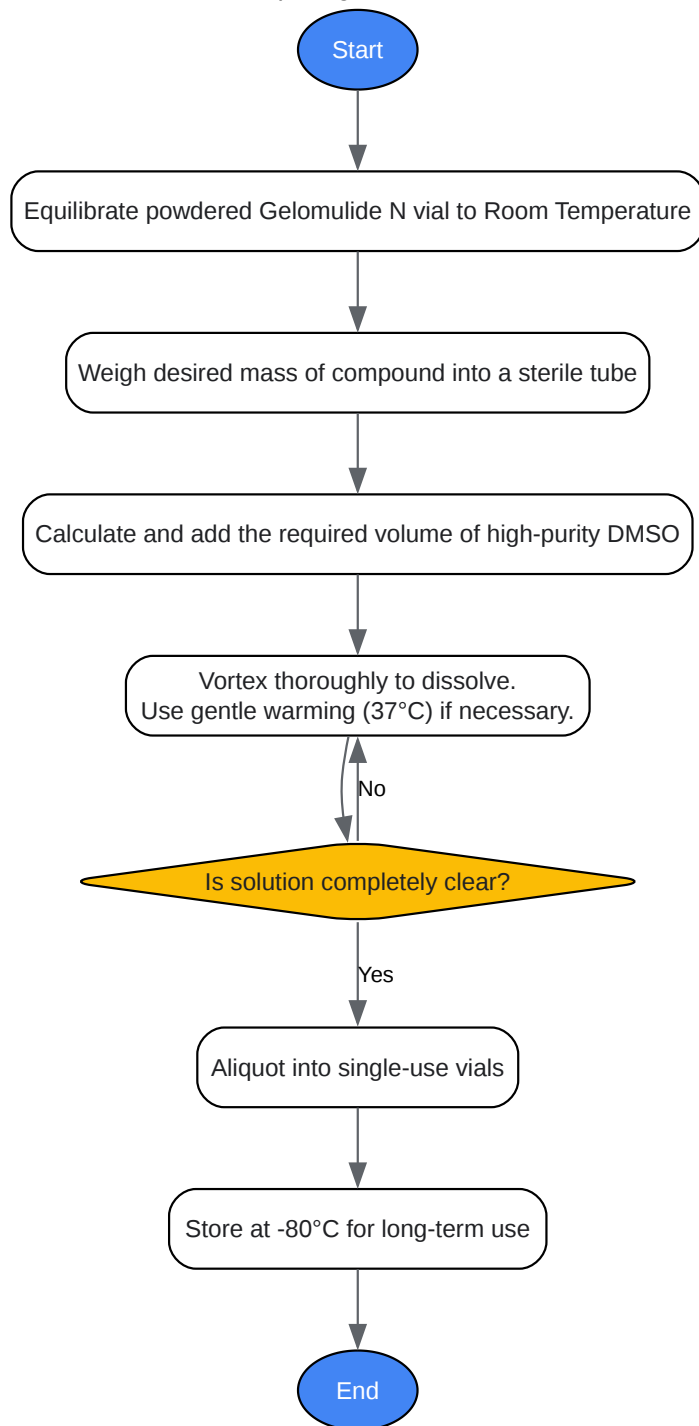 Start
Equilibrate powdered Gelomulide N vial to Room Temperature
Weigh desired mass of compound into a sterile tube
Calculate and add the required volume of high-purity DMSO
Vortex thoroughly to dissolve.
Use gentle warming (37°C) if necessary.
No
Is solution completely clear?
Yes
Aliquot into single-use vials
Store at -80°C for long-term use
End